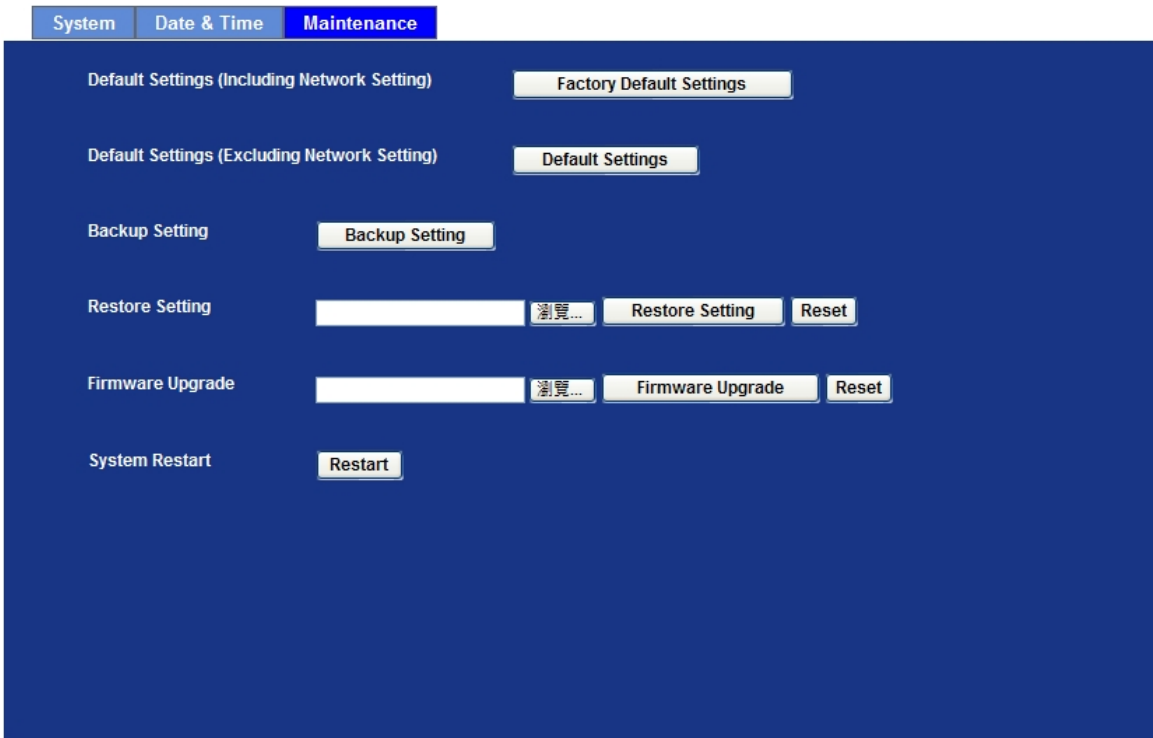 System Date & Time Maintenance
Default Settings (Including Network Setting) Factory Default Settings
Default Settings (Excluding Network Setting) Default Settings
Backup Setting Backup Setting
Restore Setting 瀏覽... Restore Setting Reset
Firmware Upgrade 瀏覽... Firmware Upgrade Reset
System Restart Restart